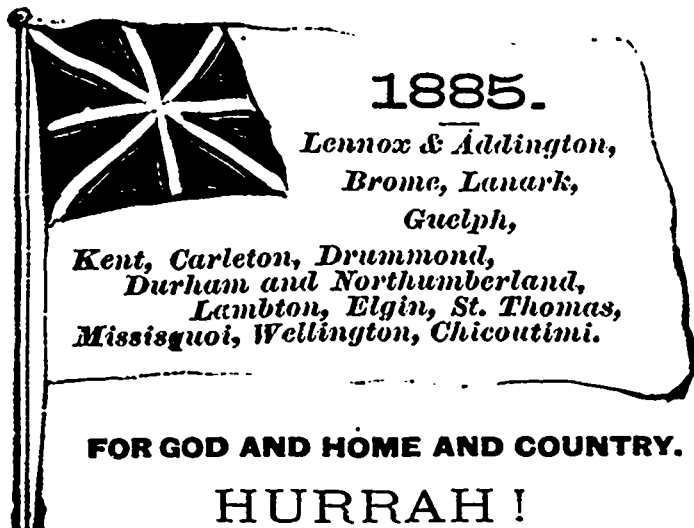 1885.
Lennox & Addington,
Brome, Lanark,
Guelph,
Kent, Carleton, Drummond,
Durham and Northumberland,
Lambton, Elgin, St. Thomas,
Missisquoi, Wellington, Chicoutimi.
FOR GOD AND HOME AND COUNTRY.
HURRAH!